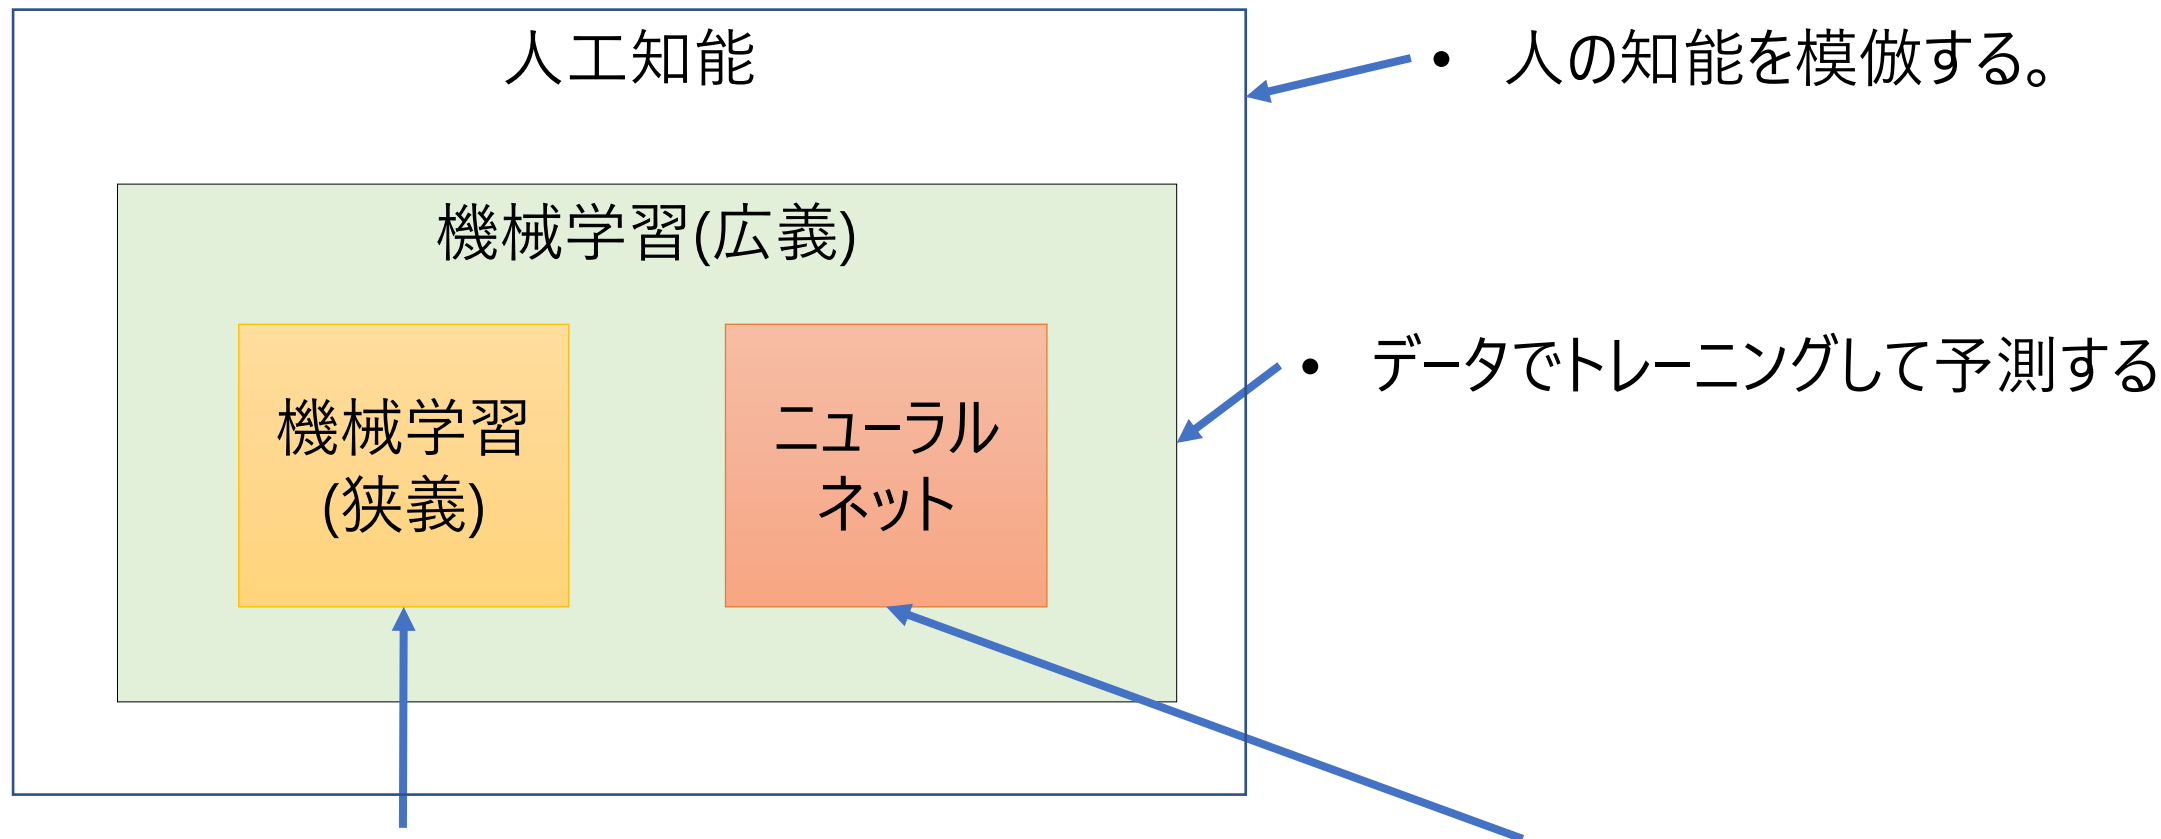 人工知能
• 人の知能を模倣する。
機械学習(広義)
• データでトレーニングして予測する
機械学習
(狭義)
ニューラル
ネット